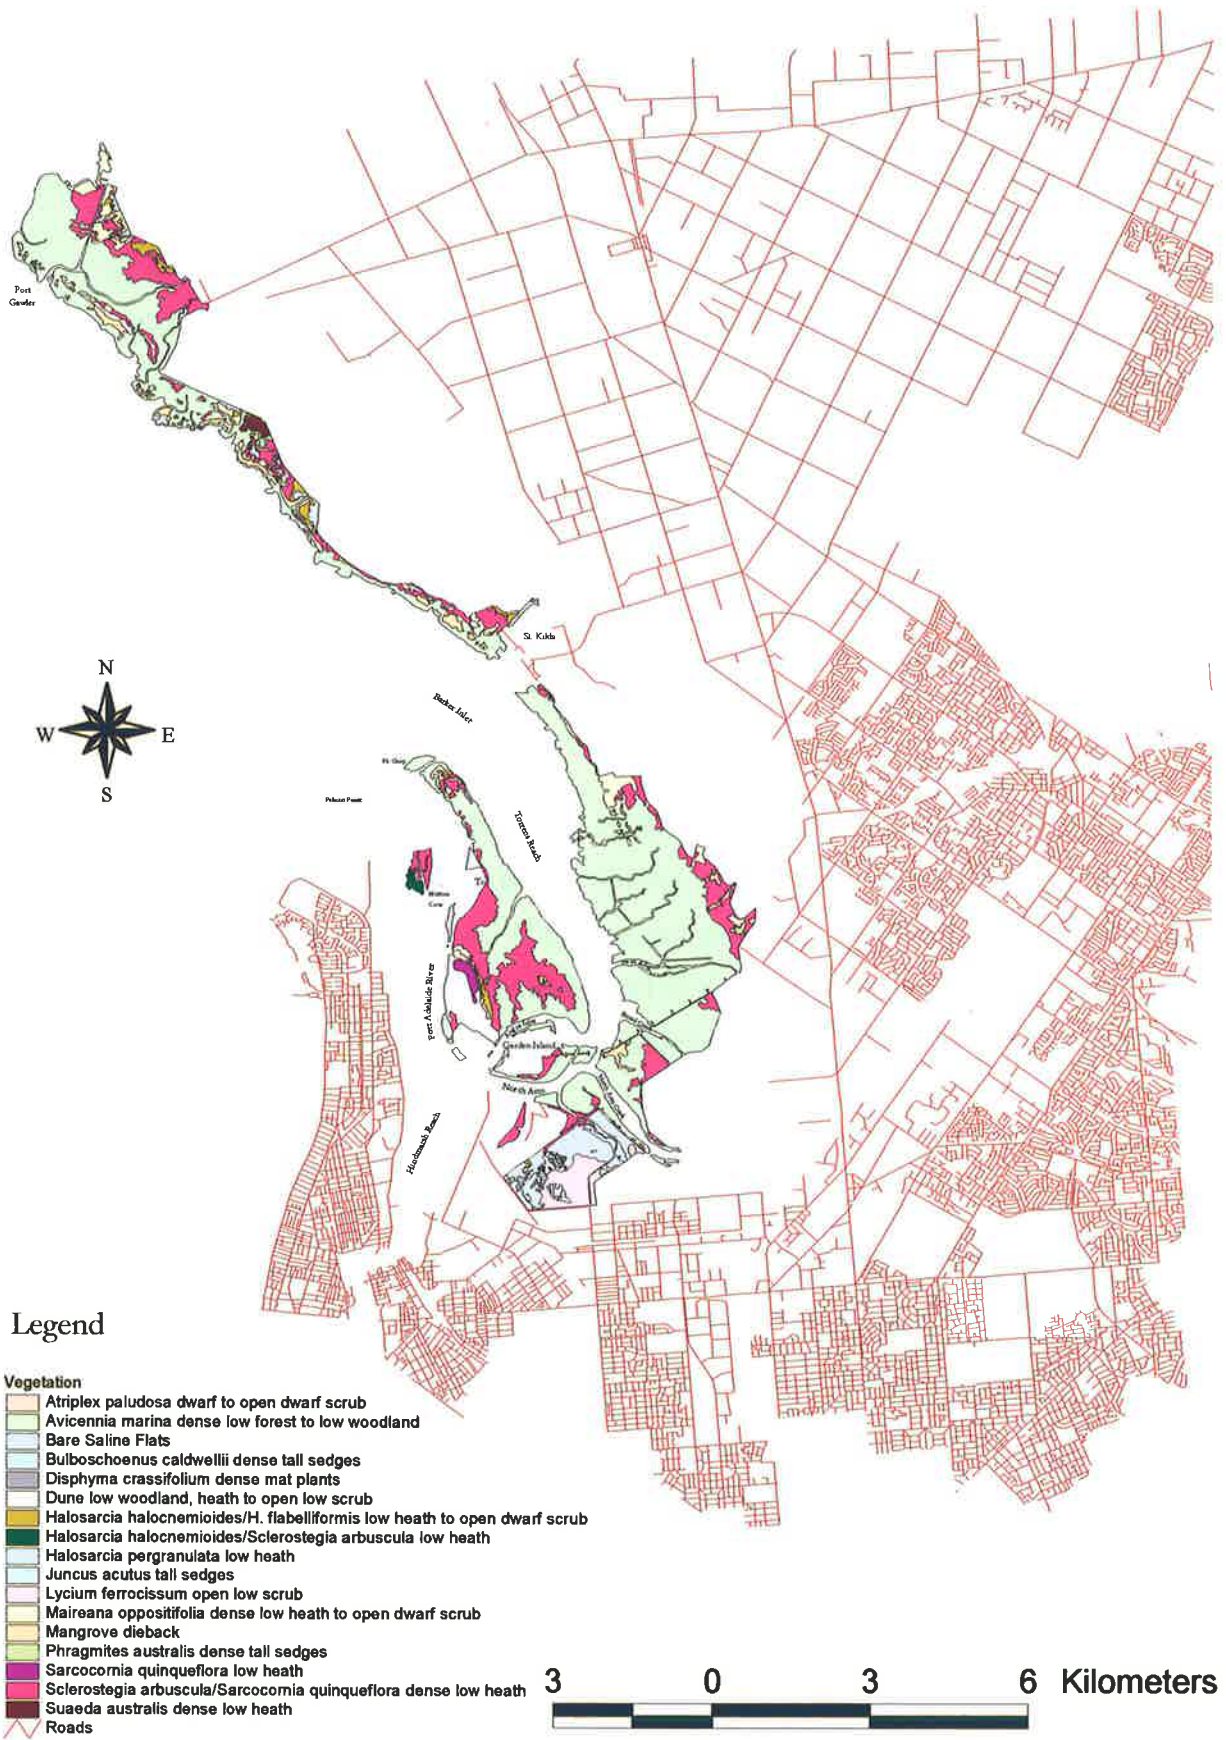 Port
Gawler
St. Kilda
N
W
E
S
Barker Inlet
Pelican Point
Torrens Reach
Mutton
Cove
Port Adelaide River
Garden Island
North Arm
Hindmarsh Reach
Legend
Vegetation
Atriplex paludosa dwarf to open dwarf scrub
Avicennia marina dense low forest to low woodland
Bare Saline Flats
Bulboschoenus caldwellii dense tall sedges
Disphyma crassifolium dense mat plants
Dune low woodland, heath to open low scrub
Halosarcia halocnemioides/H. flabelliformis low heath to open dwarf scrub
Halosarcia halocnemioides/Sclerostegia arbuscula low heath
Halosarcia pergranulata low heath
Juncus acutus tall sedges
Lycium ferrocissum open low scrub
Maireana oppositifolia dense low heath to open dwarf scrub
Mangrove dieback
Phragmites australis dense tall sedges
Sarcocornia quinqueflora low heath
Sclerostegia arbuscula/Sarcocornia quinqueflora dense low heath
Suaeda australis dense low heath
Roads
3 0 3 6 Kilometers